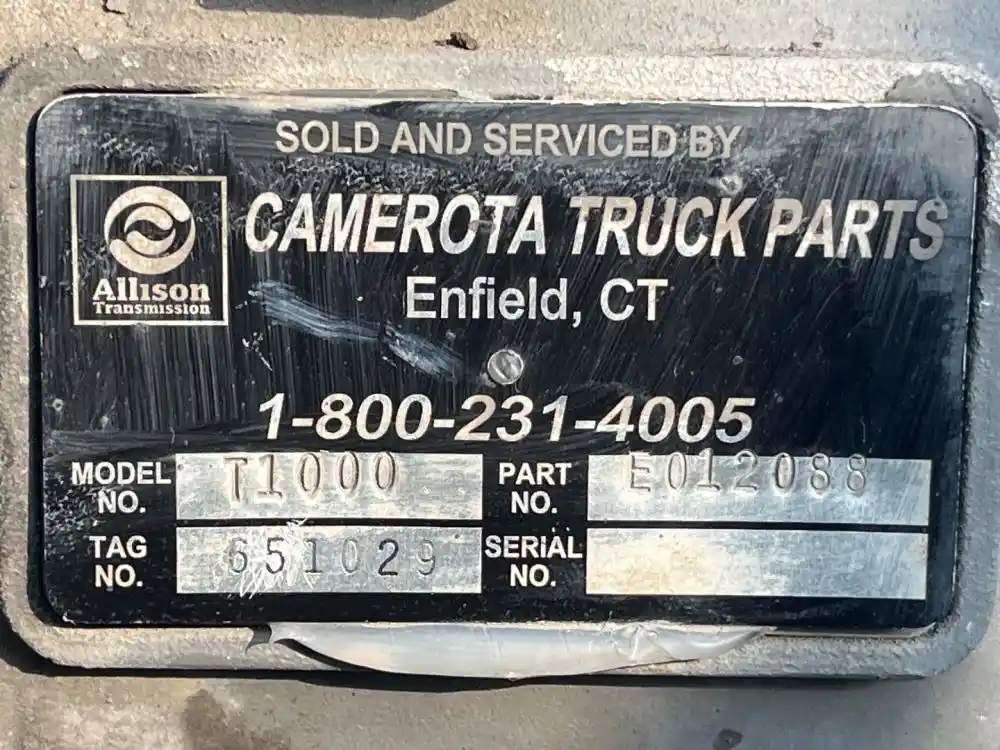 SOLD AND SERVICED BY
Allison
Transmission
CAMEROTA TRUCK PARTS
Enfield, CT
1-800-231-4005
MODEL NO. T1000
PART NO. E012088
TAG NO. 651029
SERIAL NO.